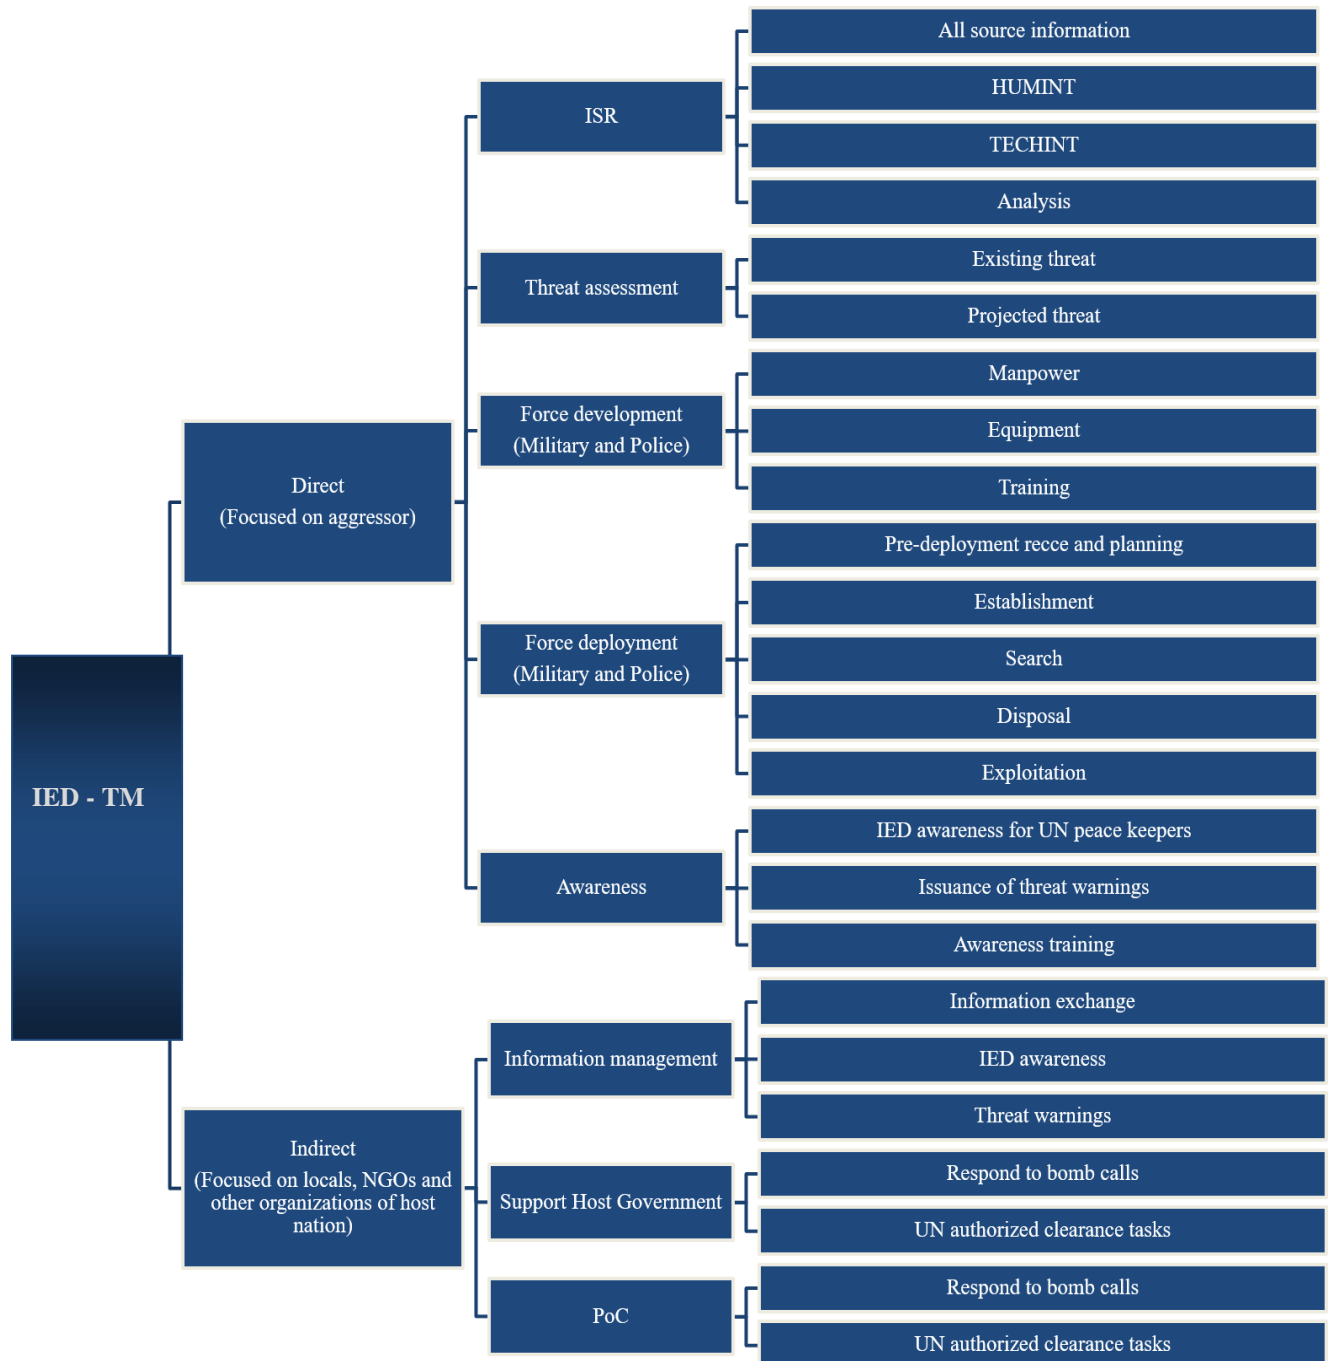 IED - TM
Direct
(Focused on aggressor)
ISR
All source information
HUMINT
TECHINT
Analysis
Threat assessment
Existing threat
Projected threat
Force development
(Military and Police)
Manpower
Equipment
Training
Force deployment
(Military and Police)
Pre-deployment recce and planning
Establishment
Search
Disposal
Exploitation
Awareness
IED awareness for UN peace keepers
Issuance of threat warnings
Awareness training
Indirect
(Focused on locals, NGOs and
other organizations of host
nation)
Information management
Information exchange
IED awareness
Threat warnings
Support Host Government
Respond to bomb calls
UN authorized clearance tasks
PoC
Respond to bomb calls
UN authorized clearance tasks